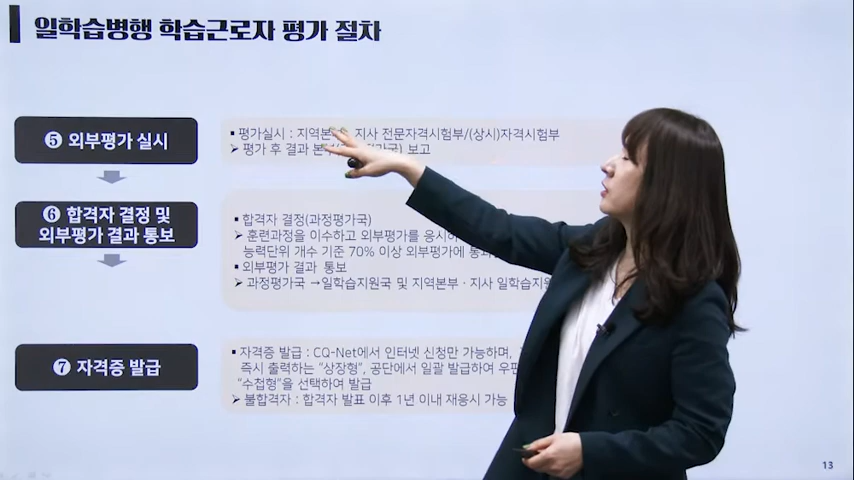 일학습병행 학습근로자 평가 절차
❺ 외부평가 실시
▪ 평가실시 : 지역본부, 지사 전문자격시험부/(상시)자격시험부
➢ 평가 후 결과 보고
❻ 합격자 결정 및
외부평가 결과 통보
▪ 합격자 결정(과정평가국)
➢ 훈련과정을 이수하고 외부평가를
능력단위 개수 기준 70% 이상 외부평가에
▪ 외부평가 결과 통보
➢ 과정평가국 →일학습지원국 및 지역본부 · 지사
❼ 자격증 발급
▪ 자격증 발급 : CQ-Net에서 인터넷 신청만 가능하며,
즉시 출력하는 “상장형”, 공단에서 일괄 발급하여
“수첩형”을 선택하여 발급
➢ 불합격자 : 합격자 발표 이후 1년 이내 재응시 가능
13